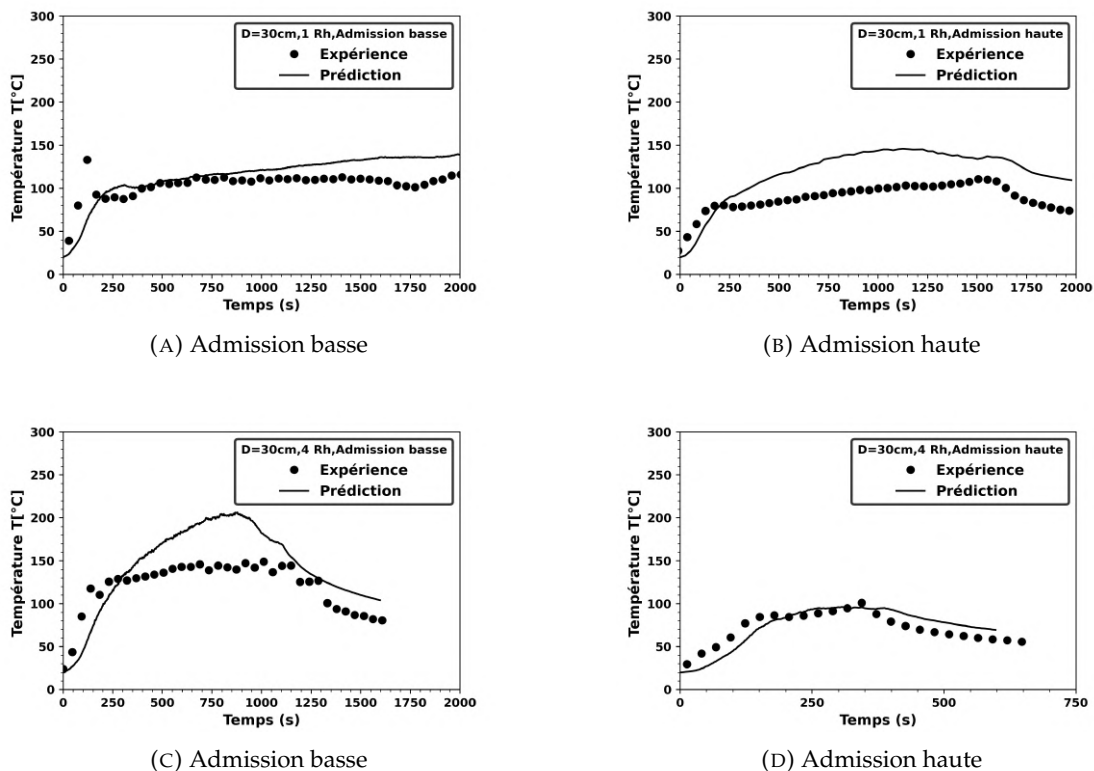 300
250
200
150
100
50
0
Température T[°C]
D=30cm,1 Rh,Admission basse
Expérience
Prédiction
0 250 500 750 1000 1250 1500 1750 2000
Temps (s)
(A) Admission basse
300
250
200
150
100
50
0
Température T[°C]
D=30cm,1 Rh,Admission haute
Expérience
Prédiction
0 250 500 750 1000 1250 1500 1750 2000
Temps (s)
(B) Admission haute
300
250
200
150
100
50
0
Température T[°C]
D=30cm,4 Rh,Admission basse
Expérience
Prédiction
0 250 500 750 1000 1250 1500 1750 2000
Temps (s)
(C) Admission basse
300
250
200
150
100
50
0
Température T[°C]
D=30cm,4 Rh,Admission haute
Expérience
Prédiction
0 250 500 750
Temps (s)
(D) Admission haute